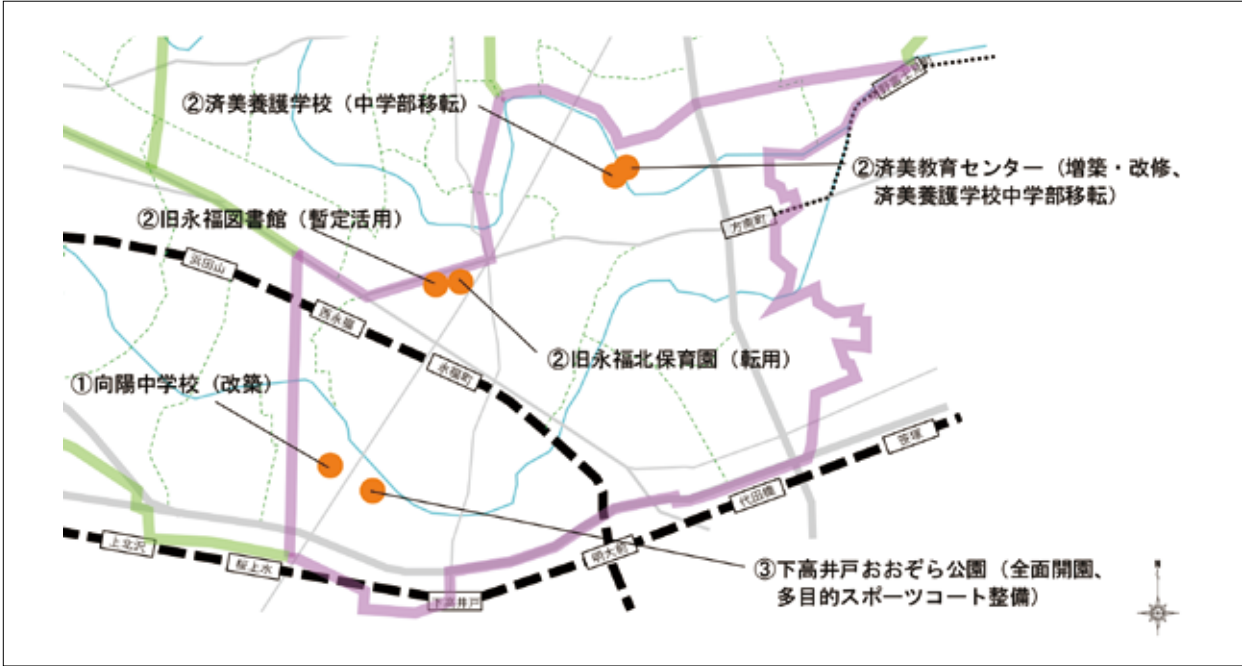 ②済美養護学校（中学部移転）
②済美教育センター（増築・改修、
済美養護学校中学部移転）
方南町
②旧永福図書館（暫定活用）
浜田山
西永福
②旧永福北保育園（転用）
永福町
①向陽中学校（改築）
笹塚
代田橋
上北沢
桜上水
明大前
下高井戸
③下高井戸おおぞら公園（全面開園、
多目的スポーツコート整備）
N